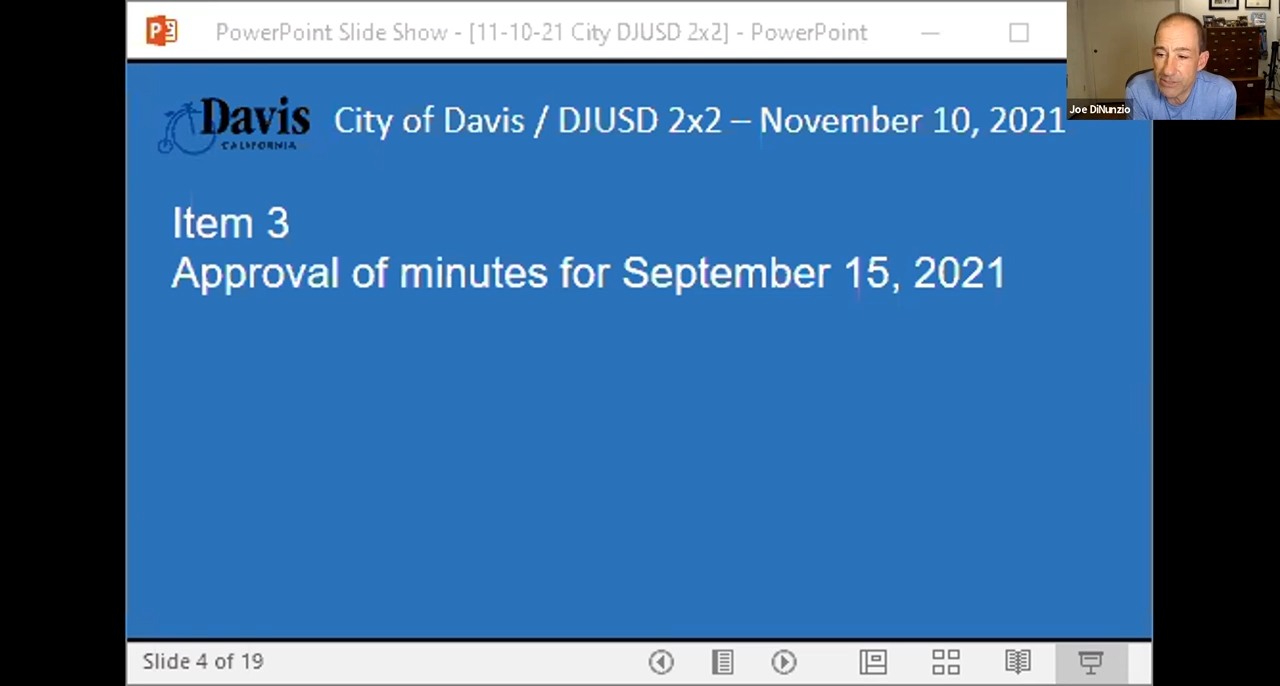 PowerPoint Slide Show - [11-10-21 City DJUSD 2x2] - PowerPoint
Joe DiNunzio
Davis
CALIFORNIA
City of Davis / DJUSD 2x2 – November 10, 2021
Item 3
Approval of minutes for September 15, 2021
Slide 4 of 19